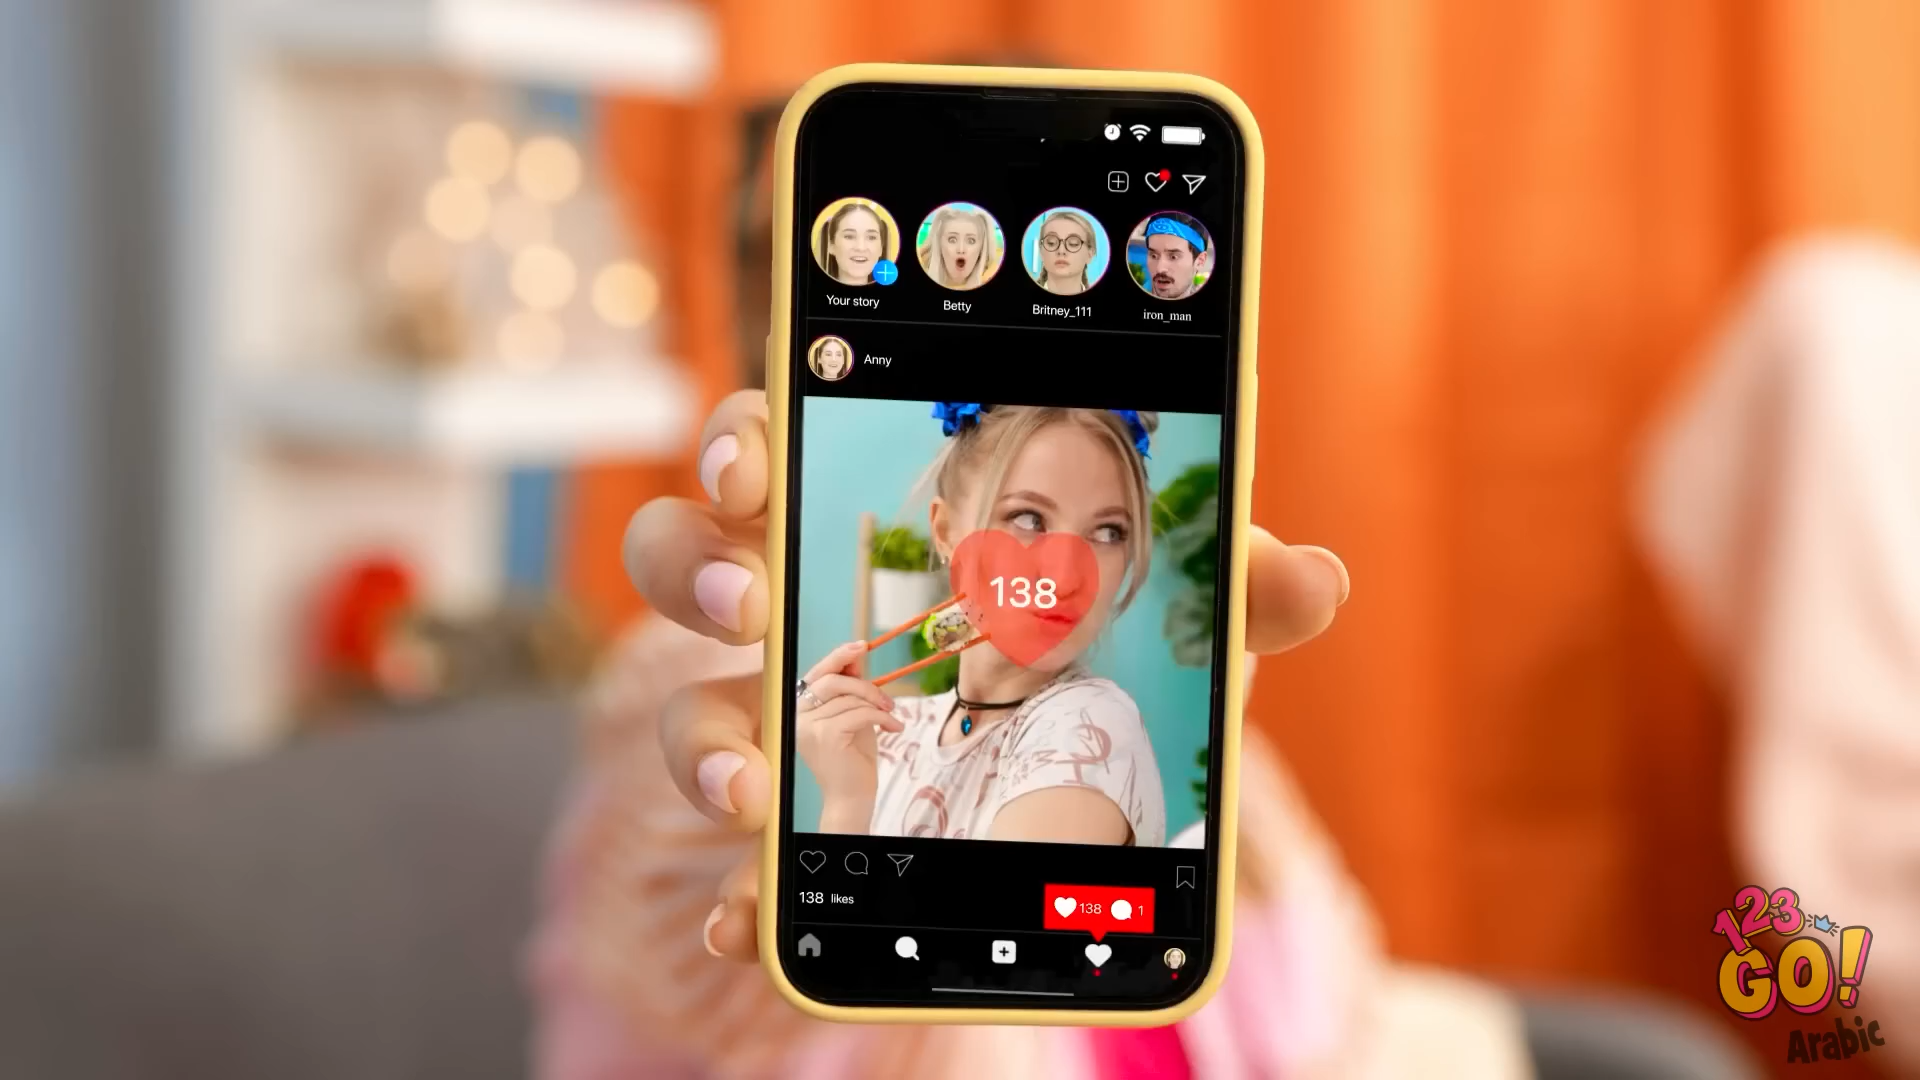 Your story
Betty
Britney_111
iron_man
Anny
138
138 likes
138 1
123 GO!
Arabic